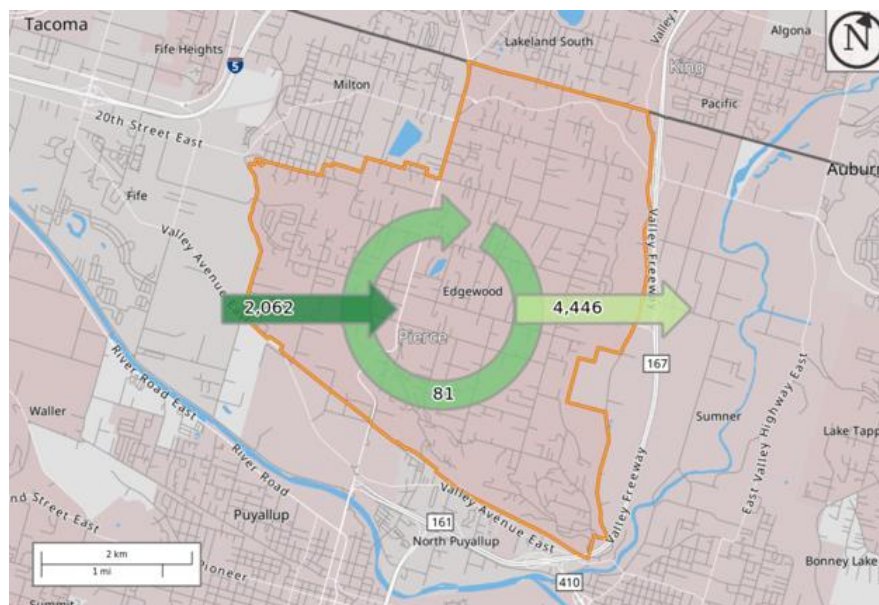 Tacoma
Fife Heights
5
Lakeland South
Algona
N
King
Milton
Pacific
20th Street East
Auburn
Fife
Valley Avenue East
Valley Freeway
Edgewood
2,062
4,446
Pierce
167
81
River Road East
Waller
Sumner
Lake Tapp
East Valley Highway East
River Road
Valley Freeway
Valley Avenue East
161
Puyallup
North Puyallup
nd Street East
2 km
1 mi
Pioneer
410
Bonney Lake
Summit